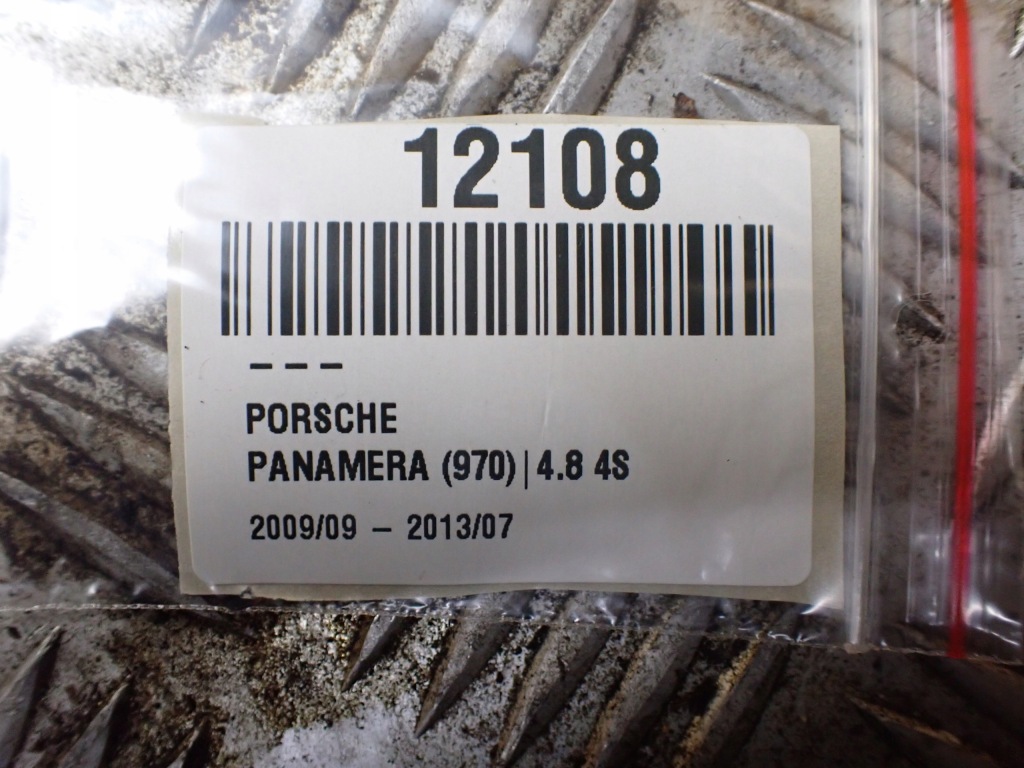 12108
– – –
PORSCHE
PANAMERA (970)|4.8 4S
2009/09 – 2013/07